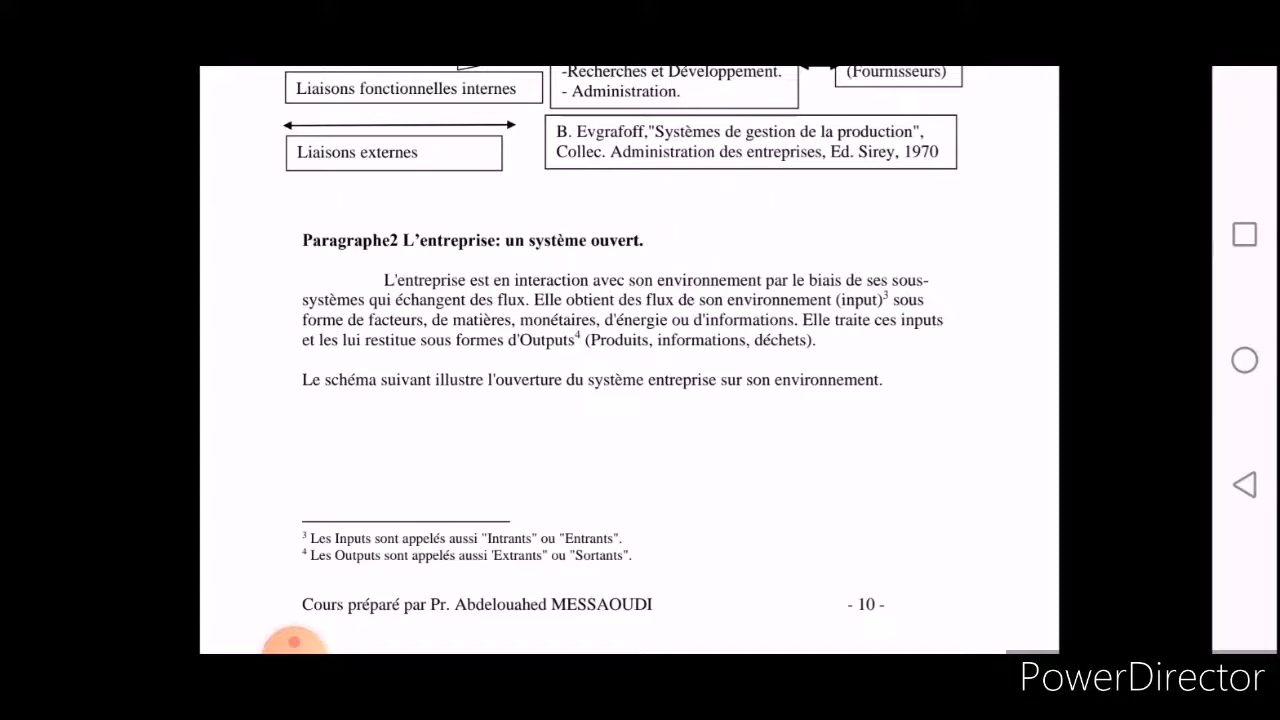 -Recherches et Développement.
(Fournisseurs)
Liaisons fonctionnelles internes
- Administration.
B. Evgrafoff,"Systèmes de gestion de la production",
Liaisons externes
Collec. Administration des entreprises, Ed. Sirey, 1970
Paragraphe2 L'entreprise: un système ouvert.
L'entreprise est en interaction avec son environnement par le biais de ses sous-
systèmes qui échangent des flux. Elle obtient des flux de son environnement (input)³ sous
forme de facteurs, de matières, monétaires, d'énergie ou d'informations. Elle traite ces inputs
et les lui restitue sous formes d'Outputs⁴ (Produits, informations, déchets).
Le schéma suivant illustre l'ouverture du système entreprise sur son environnement.
³ Les Inputs sont appelés aussi "Intrants" ou "Entrants".
⁴ Les Outputs sont appelés aussi 'Extrants" ou "Sortants".
Cours préparé par Pr. Abdelouahed MESSAOUDI
- 10 -
PowerDirector